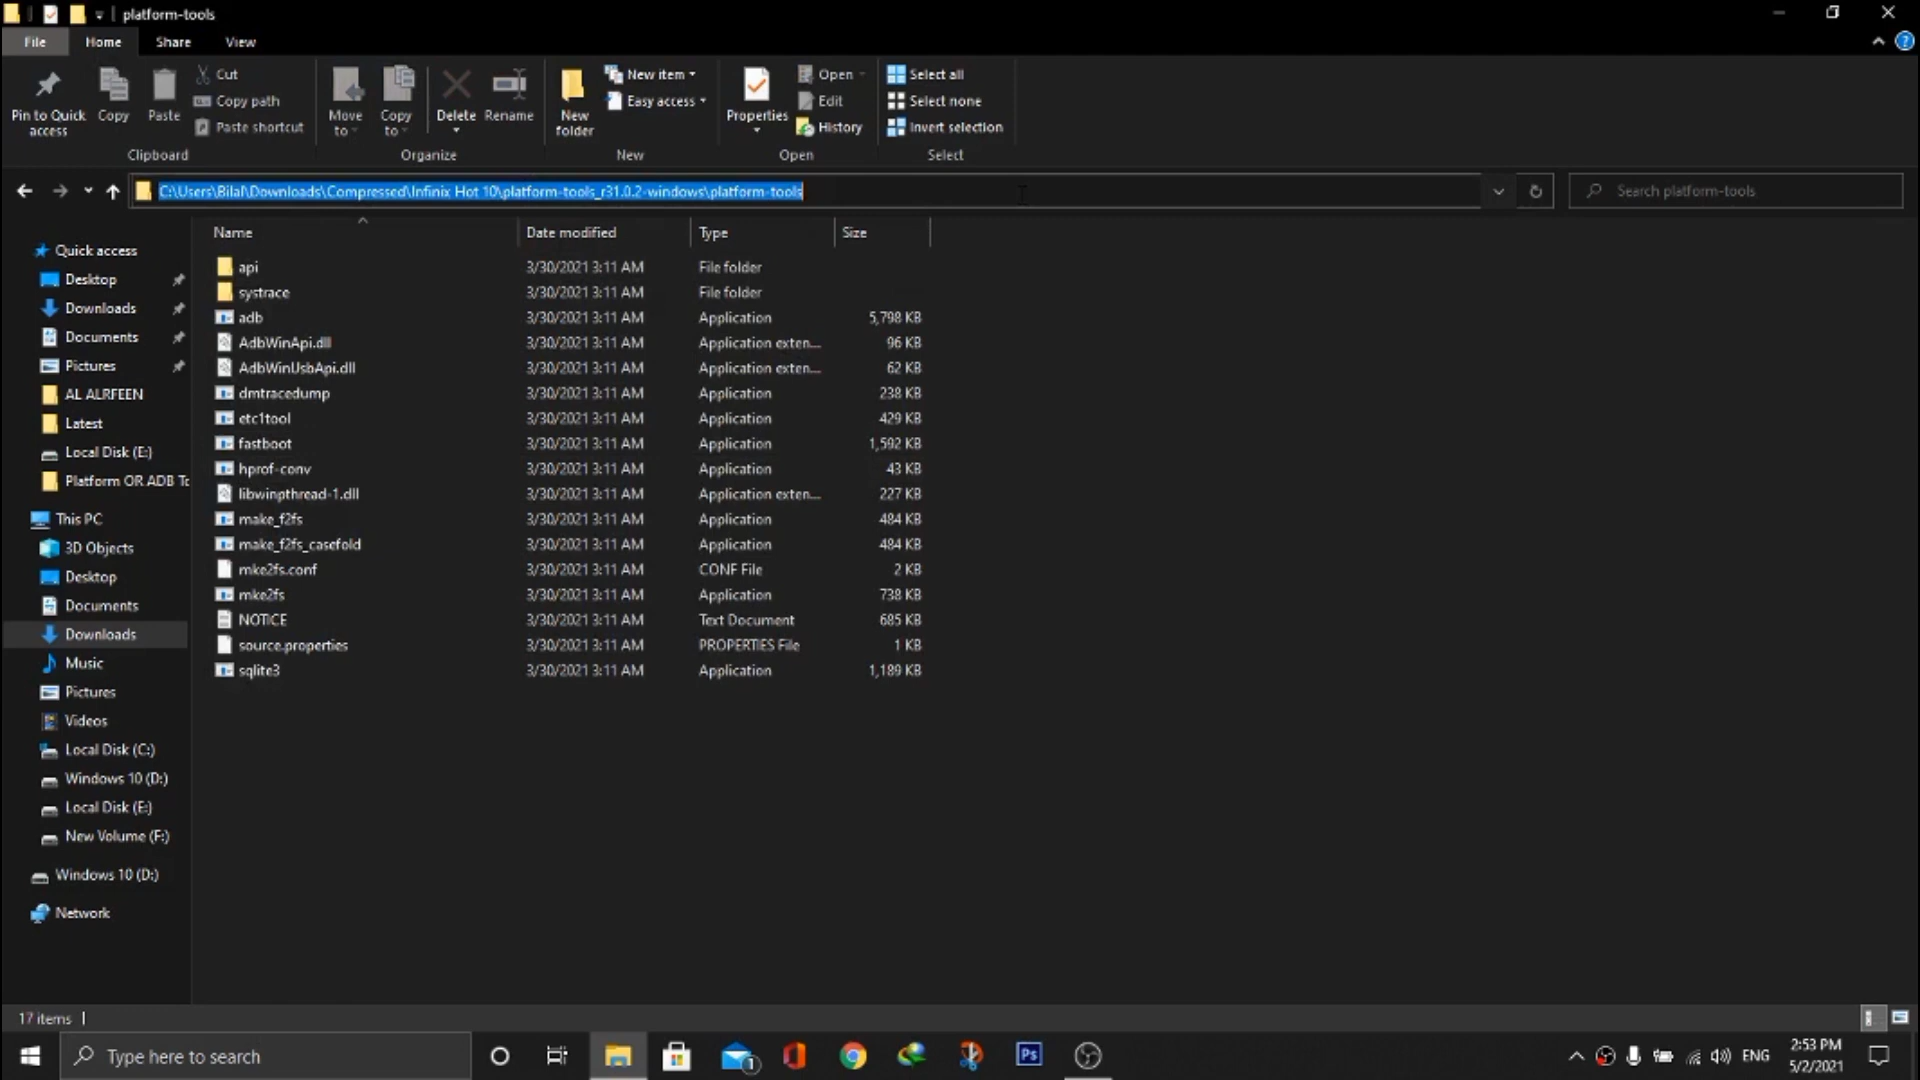 platform-tools
File Home Share View
Pin to Quick access
Copy
Paste
Cut
Copy path
Paste shortcut
Clipboard
Move to
Copy to
Delete
Rename
Organize
New folder
New item
Easy access
New
Properties
Open
Edit
History
Open
Select all
Select none
Invert selection
Select
C:\Users\Bilal\Downloads\Compressed\Infinix Hot 10\platform-tools_r31.0.2-windows\platform-tools
Search platform-tools
Quick access
Desktop
Downloads
Documents
Pictures
AL ALRFEEN
Latest
Local Disk (E:)
Platform OR ADB Tc
This PC
3D Objects
Desktop
Documents
Downloads
Music
Pictures
Videos
Local Disk (C:)
Windows 10 (D:)
Local Disk (E:)
New Volume (F:)
Windows 10 (D:)
Network
Name Date modified Type Size
api 3/30/2021 3:11 AM File folder
systrace 3/30/2021 3:11 AM File folder
adb 3/30/2021 3:11 AM Application 5,798 KB
AdbWinApi.dll 3/30/2021 3:11 AM Application exten... 96 KB
AdbWinUsbApi.dll 3/30/2021 3:11 AM Application exten... 62 KB
dmtracedump 3/30/2021 3:11 AM Application 238 KB
etc1tool 3/30/2021 3:11 AM Application 429 KB
fastboot 3/30/2021 3:11 AM Application 1,592 KB
hprof-conv 3/30/2021 3:11 AM Application 43 KB
libwinpthread-1.dll 3/30/2021 3:11 AM Application exten... 227 KB
make_f2fs 3/30/2021 3:11 AM Application 484 KB
make_f2fs_casefold 3/30/2021 3:11 AM Application 484 KB
mke2fs.conf 3/30/2021 3:11 AM CONF File 2 KB
mke2fs 3/30/2021 3:11 AM Application 738 KB
NOTICE 3/30/2021 3:11 AM Text Document 685 KB
source.properties 3/30/2021 3:11 AM PROPERTIES File 1 KB
sqlite3 3/30/2021 3:11 AM Application 1,189 KB
17 items
Type here to search
1
Ps
ENG
2:53 PM
5/2/2021